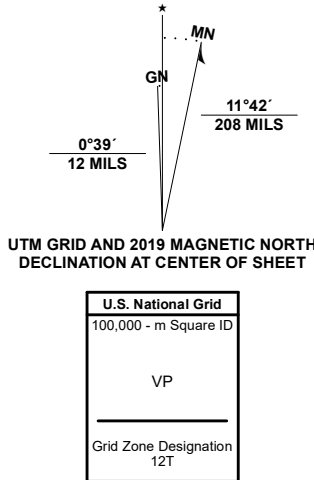 ★
MN
GN
0°39´
12 MILS
11°42´
208 MILS
UTM GRID AND 2019 MAGNETIC NORTH
DECLINATION AT CENTER OF SHEET
U.S. National Grid
100,000 - m Square ID
VP
Grid Zone Designation
12T